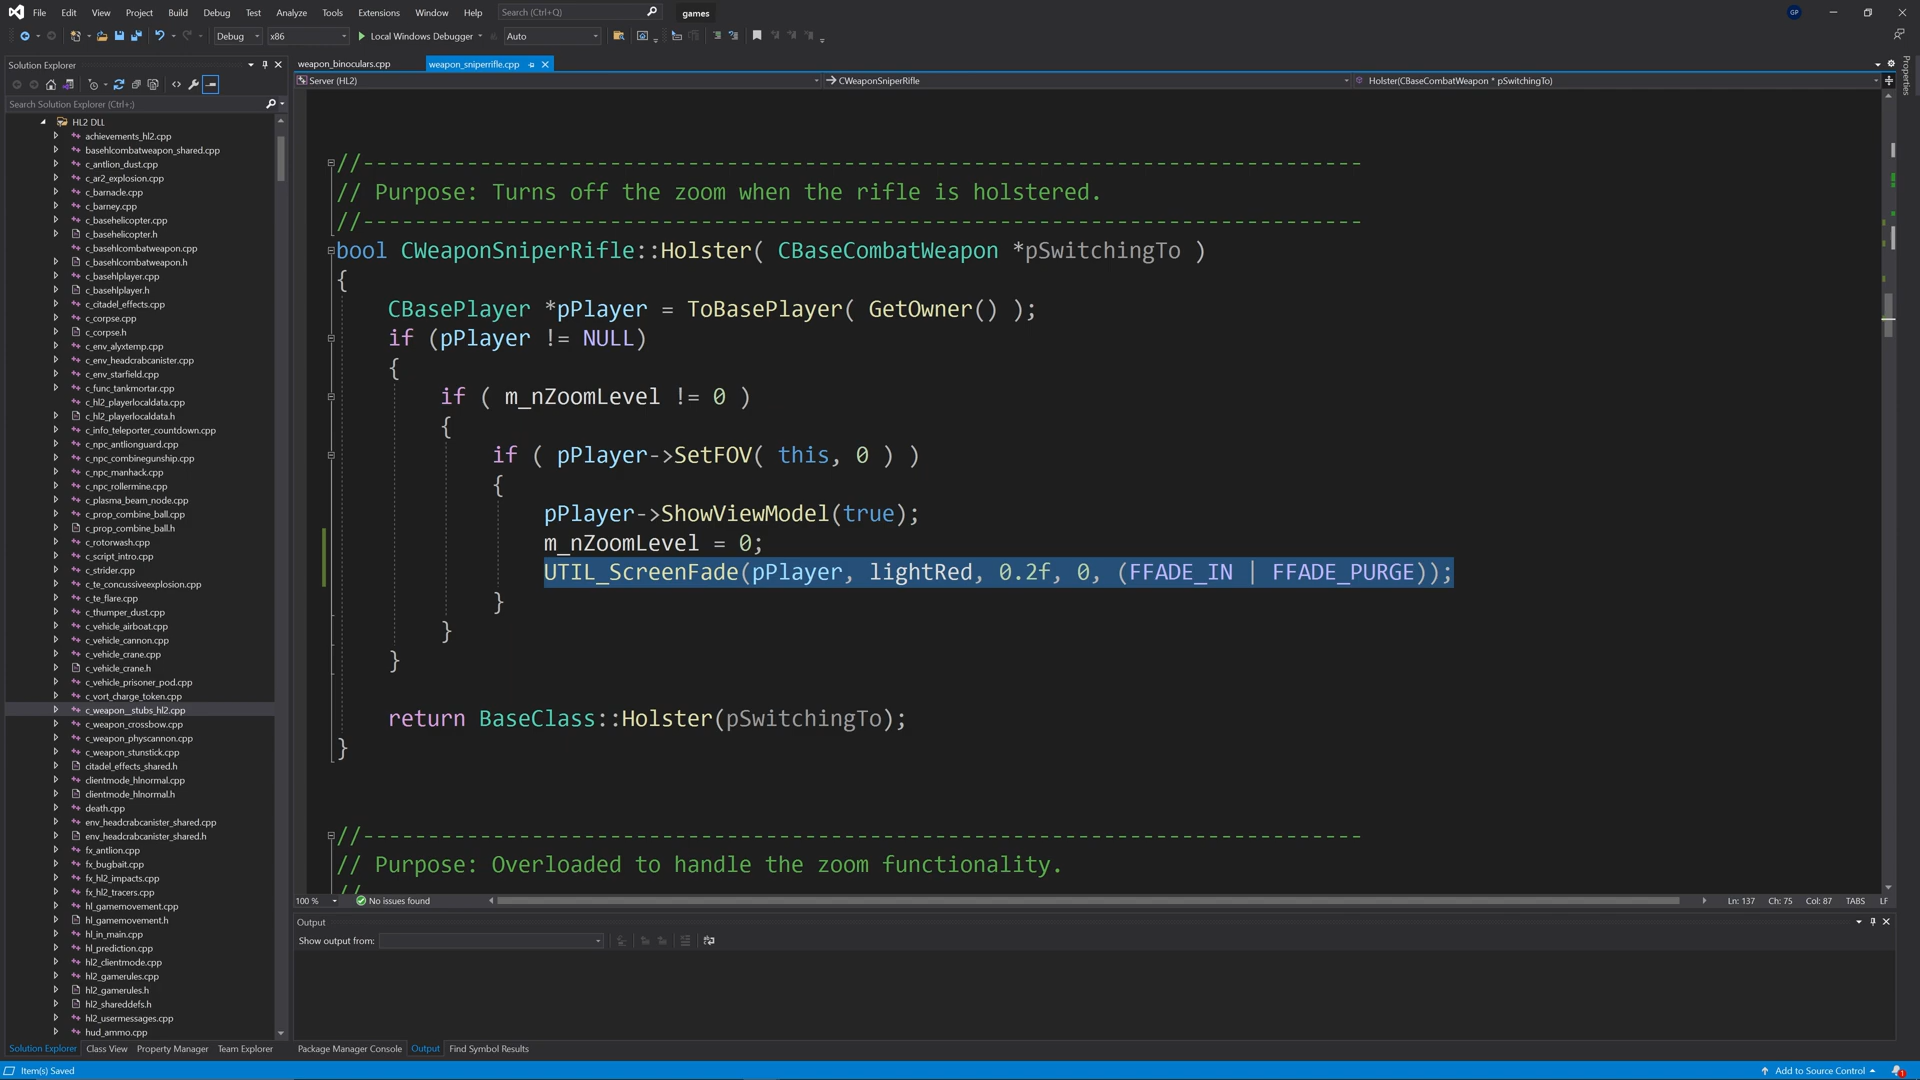 File Edit View Project Build Debug Test Analyze Tools Extensions Window Help Search (Ctrl+Q) games GP
Debug x86 Local Windows Debugger Auto
Solution Explorer
Search Solution Explorer (Ctrl+;)
HL2 DLL
achievements_hl2.cpp
basehlcombatweapon_shared.cpp
c_antlion_dust.cpp
c_ar2_explosion.cpp
c_barnacle.cpp
c_barney.cpp
c_basehelicopter.cpp
c_basehelicopter.h
c_basehlcombatweapon.cpp
c_basehlcombatweapon.h
c_basehlplayer.cpp
c_basehlplayer.h
c_citadel_effects.cpp
c_corpse.cpp
c_corpse.h
c_env_alyxtemp.cpp
c_env_headcrabcanister.cpp
c_env_starfield.cpp
c_func_tankmortar.cpp
c_hl2_playerlocaldata.cpp
c_hl2_playerlocaldata.h
c_info_teleporter_countdown.cpp
c_npc_antlionguard.cpp
c_npc_combinegunship.cpp
c_npc_manhack.cpp
c_npc_rollermine.cpp
c_plasma_beam_node.cpp
c_prop_combine_ball.cpp
c_prop_combine_ball.h
c_rotorwash.cpp
c_script_intro.cpp
c_strider.cpp
c_te_concussiveexplosion.cpp
c_te_flare.cpp
c_thumper_dust.cpp
c_vehicle_airboat.cpp
c_vehicle_cannon.cpp
c_vehicle_crane.cpp
c_vehicle_crane.h
c_vehicle_prisoner_pod.cpp
c_vort_charge_token.cpp
c_weapon__stubs_hl2.cpp
c_weapon_crossbow.cpp
c_weapon_physcannon.cpp
c_weapon_stunstick.cpp
citadel_effects_shared.h
clientmode_hlnormal.cpp
clientmode_hlnormal.h
death.cpp
env_headcrabcanister_shared.cpp
env_headcrabcanister_shared.h
fx_antlion.cpp
fx_bugbait.cpp
fx_hl2_impacts.cpp
fx_hl2_tracers.cpp
hl_gamemovement.cpp
hl_gamemovement.h
hl_in_main.cpp
hl_prediction.cpp
hl2_clientmode.cpp
hl2_gamerules.cpp
hl2_gamerules.h
hl2_shareddefs.h
hl2_usermessages.cpp
hud_ammo.cpp
Solution Explorer Class View Property Manager Team Explorer
weapon_binoculars.cpp weapon_sniperrifle.cpp
Server (HL2) CWeaponSniperRifle Holster(CBaseCombatWeapon * pSwitchingTo)
//-----------------------------------------------------------------------------
// Purpose: Turns off the zoom when the rifle is holstered.
//-----------------------------------------------------------------------------
bool CWeaponSniperRifle::Holster( CBaseCombatWeapon *pSwitchingTo )
{
CBasePlayer *pPlayer = ToBasePlayer( GetOwner() );
if (pPlayer != NULL)
{
if ( m_nZoomLevel != 0 )
{
if ( pPlayer->SetFOV( this, 0 ) )
{
pPlayer->ShowViewModel(true);
m_nZoomLevel = 0;
UTIL_ScreenFade(pPlayer, lightRed, 0.2f, 0, (FFADE_IN | FFADE_PURGE));
}
}
}
return BaseClass::Holster(pSwitchingTo);
}
//-----------------------------------------------------------------------------
// Purpose: Overloaded to handle the zoom functionality.
//
100 % No issues found Ln: 137 Ch: 75 Col: 87 TABS LF
Output
Show output from:
Package Manager Console Output Find Symbol Results
Properties
Item(s) Saved Add to Source Control 1